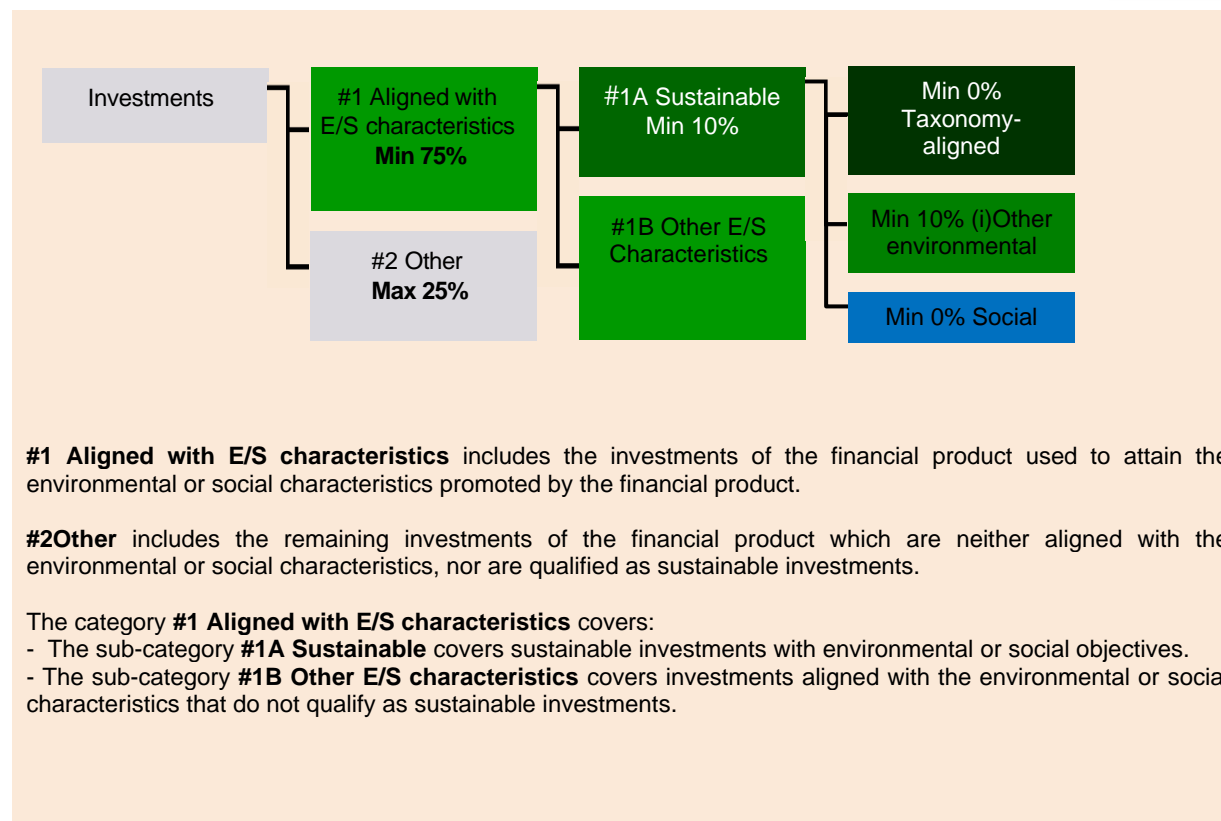 Investments
#1 Aligned with
E/S characteristics
Min 75%
#2 Other
Max 25%
#1A Sustainable
Min 10%
#1B Other E/S
Characteristics
Min 0%
Taxonomy-
aligned
Min 10% (i)Other
environmental
Min 0% Social
#1 Aligned with E/S characteristics includes the investments of the financial product used to attain the
environmental or social characteristics promoted by the financial product.
#2Other includes the remaining investments of the financial product which are neither aligned with the
environmental or social characteristics, nor are qualified as sustainable investments.
The category #1 Aligned with E/S characteristics covers:
- The sub-category #1A Sustainable covers sustainable investments with environmental or social objectives.
- The sub-category #1B Other E/S characteristics covers investments aligned with the environmental or social
characteristics that do not qualify as sustainable investments.